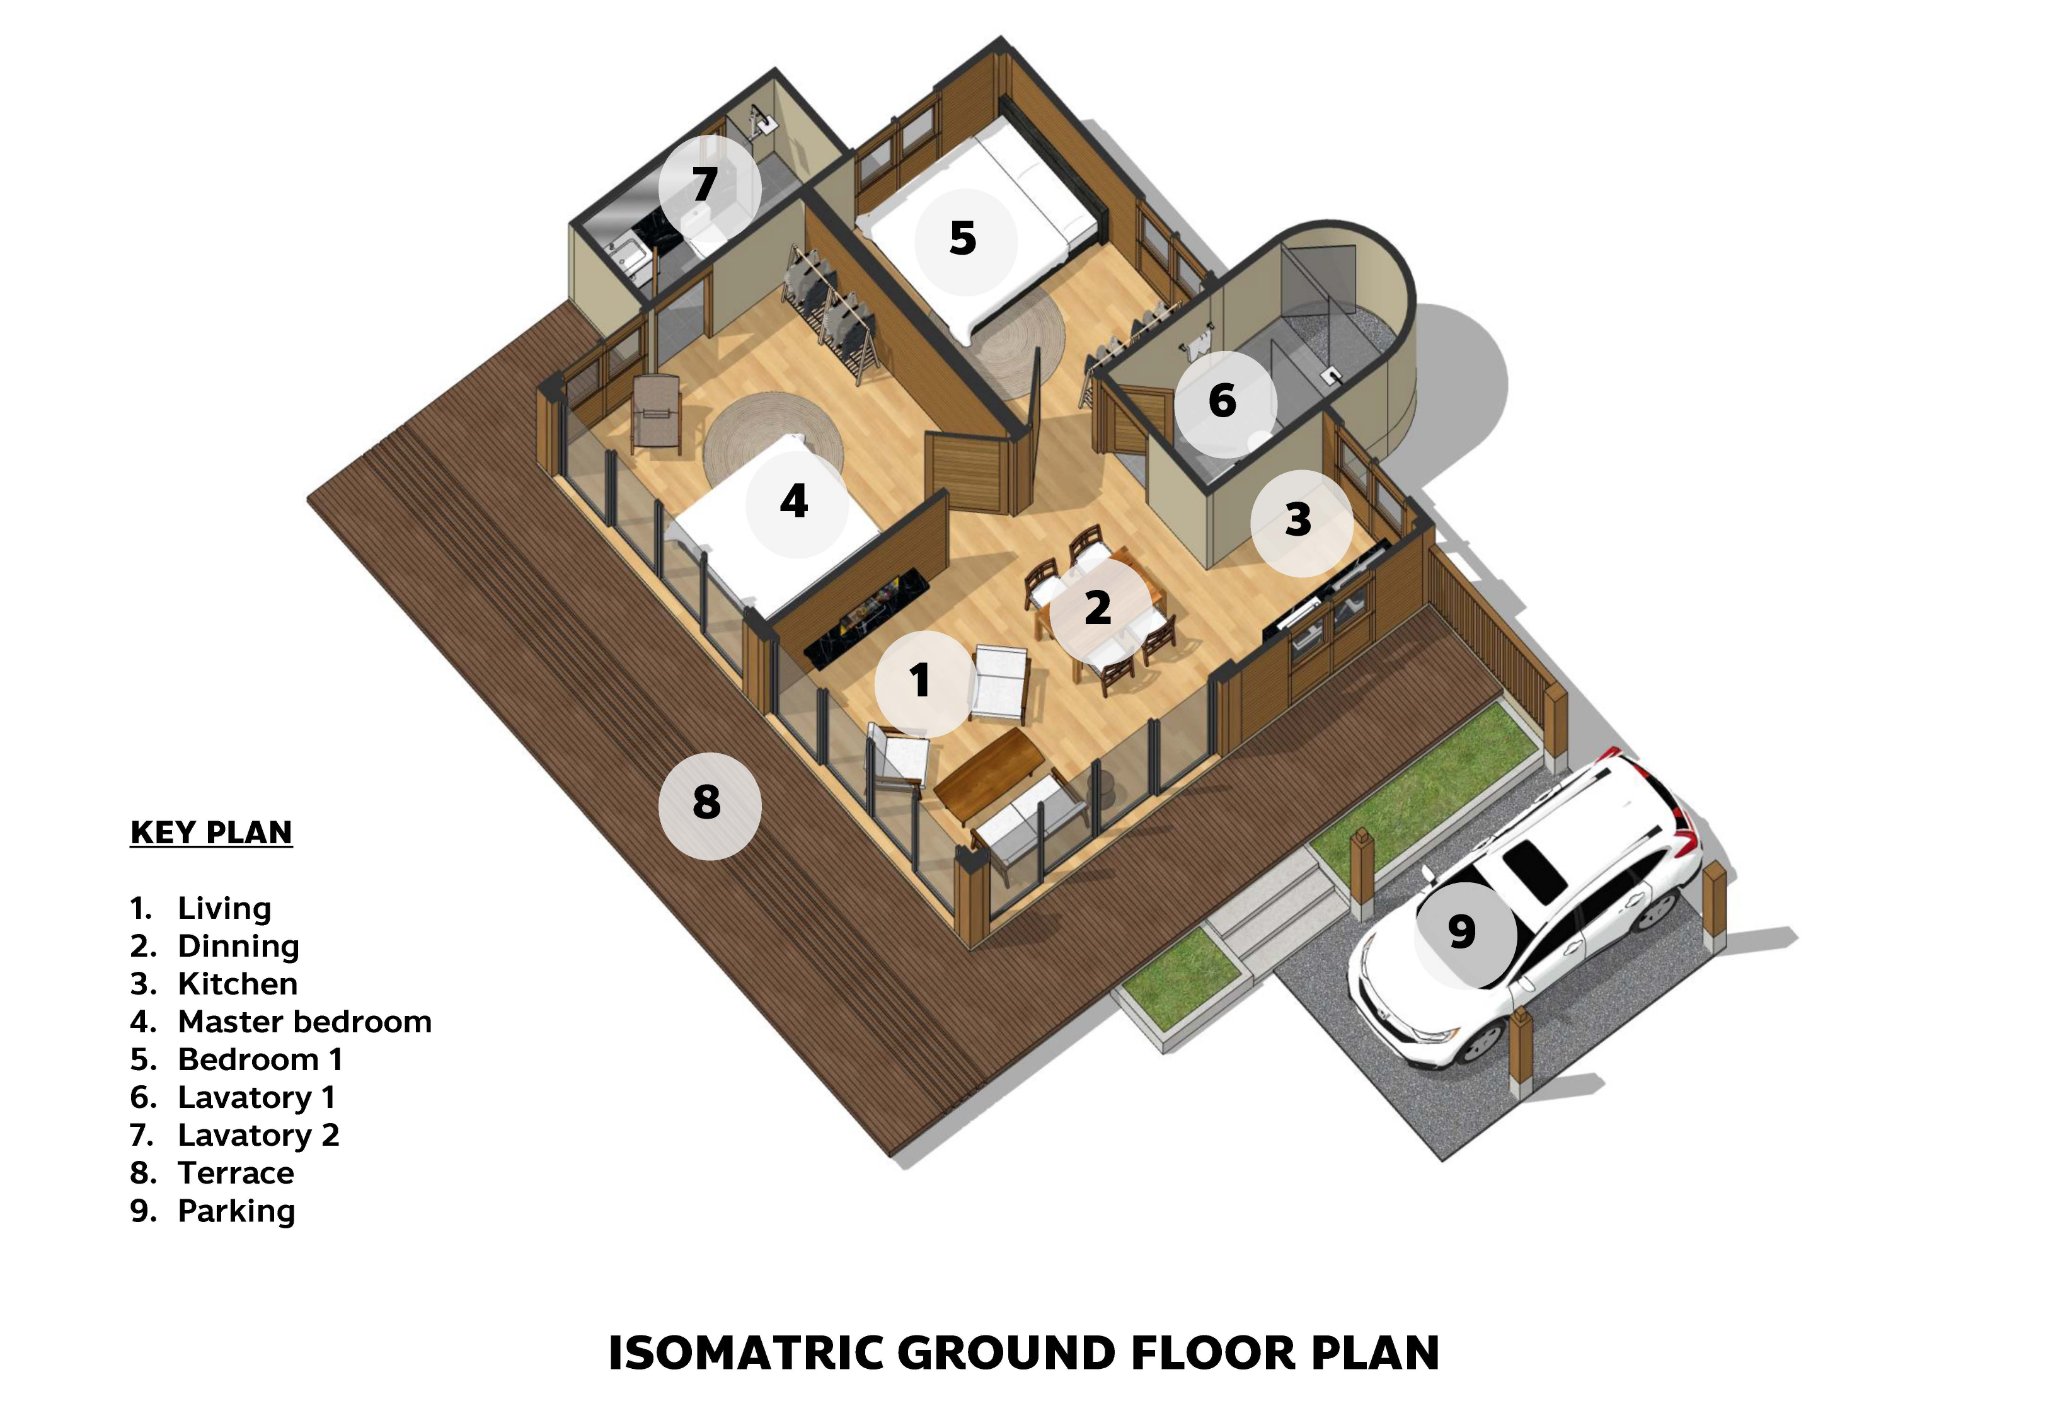 7
5
6
3
4
2
1
8
9
KEY PLAN
1. Living
2. Dinning
3. Kitchen
4. Master bedroom
5. Bedroom 1
6. Lavatory 1
7. Lavatory 2
8. Terrace
9. Parking
ISOMATRIC GROUND FLOOR PLAN